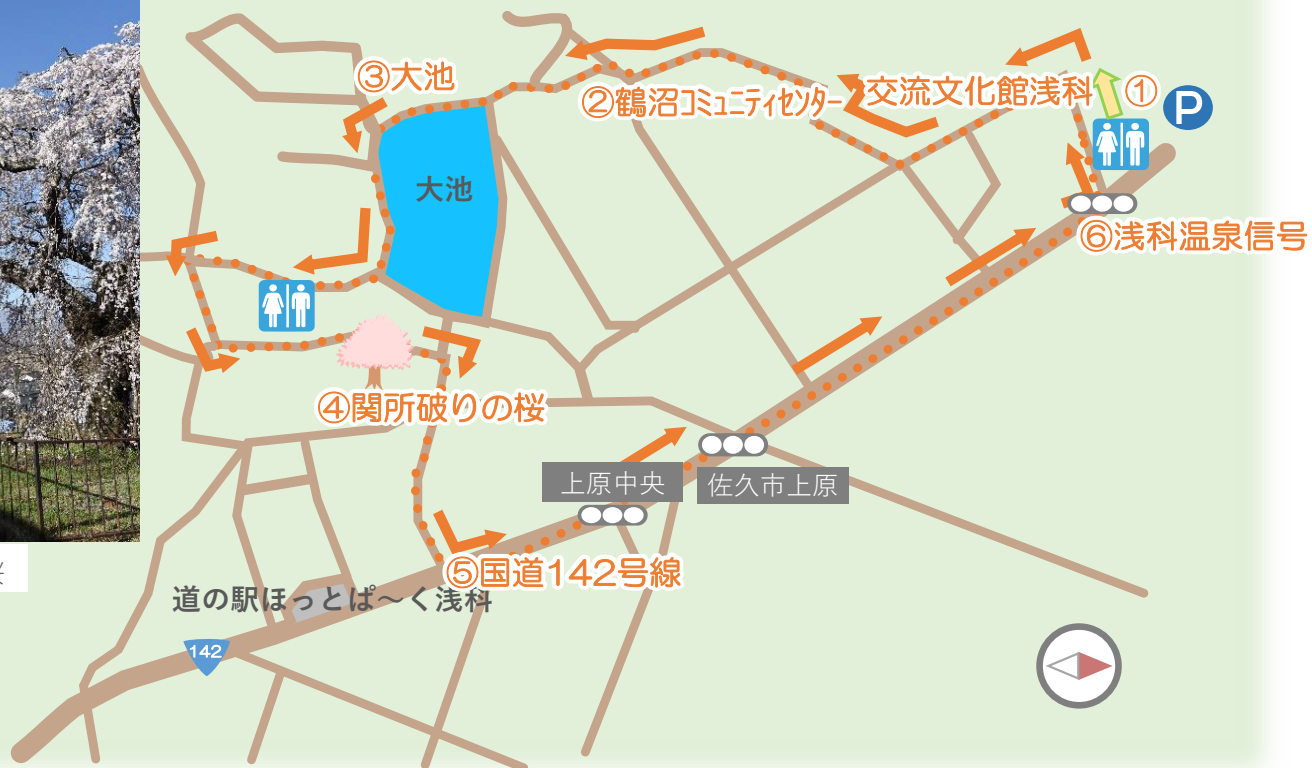 ③大池
②鶴沼コミュニティセンター
交流文化館浅科
①
P
大池
⑥浅科温泉信号
④関所破りの桜
上原中央
佐久市上原
⑤国道142号線
道の駅ほっとぱ～く浅科
142